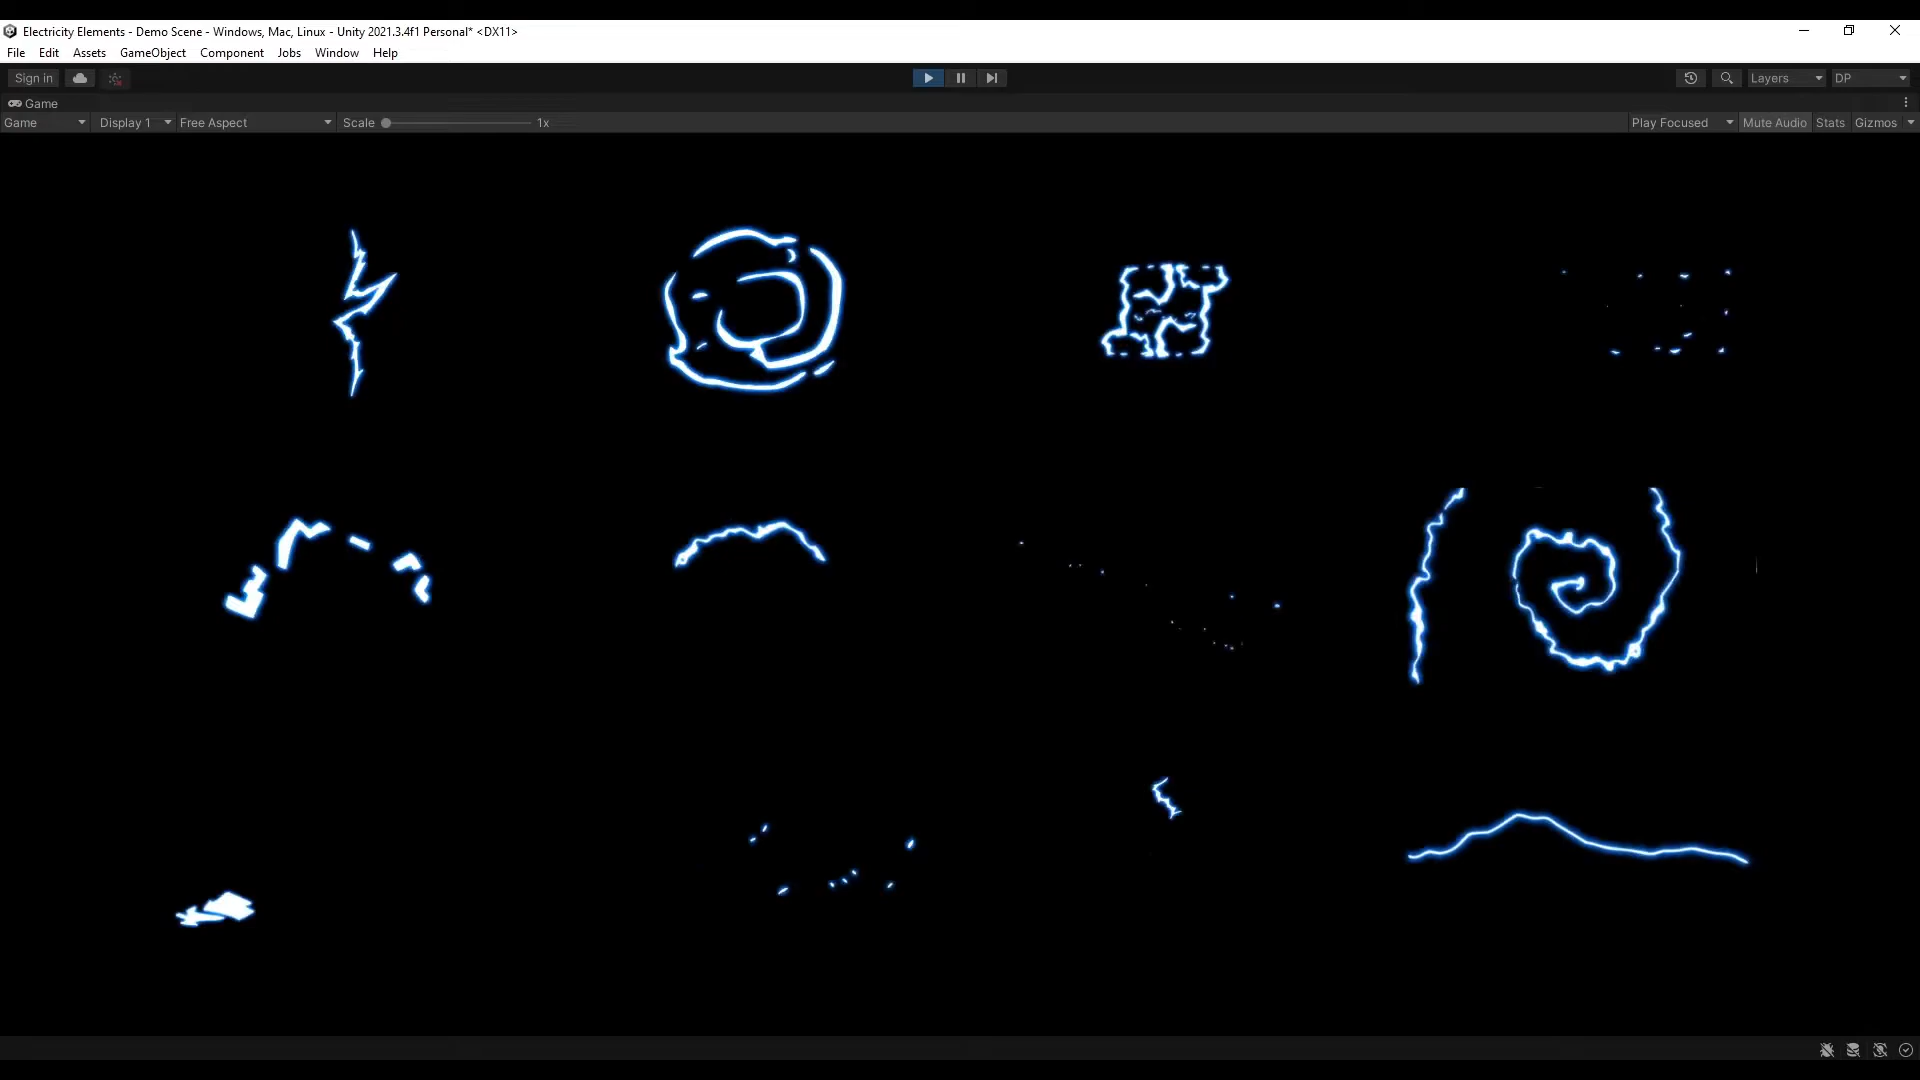 Electricity Elements - Demo Scene - Windows, Mac, Linux - Unity 2021.3.4f1 Personal* <DX11>
File Edit Assets GameObject Component Jobs Window Help
Sign in Layers DP
Game
Game Display 1 Free Aspect Scale 1x Play Focused Mute Audio Stats Gizmos